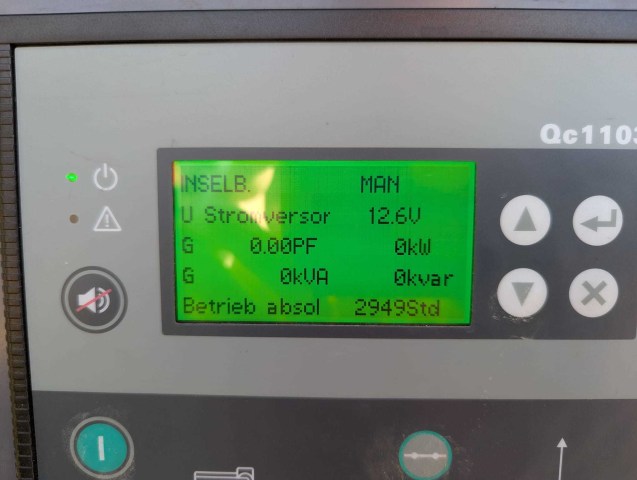 Qc1103
INSELB. MAN
U Stromversor 12.6V
G 0.00PF 0kW
G 0kVA 0kvar
Betrieb absol 2949Std